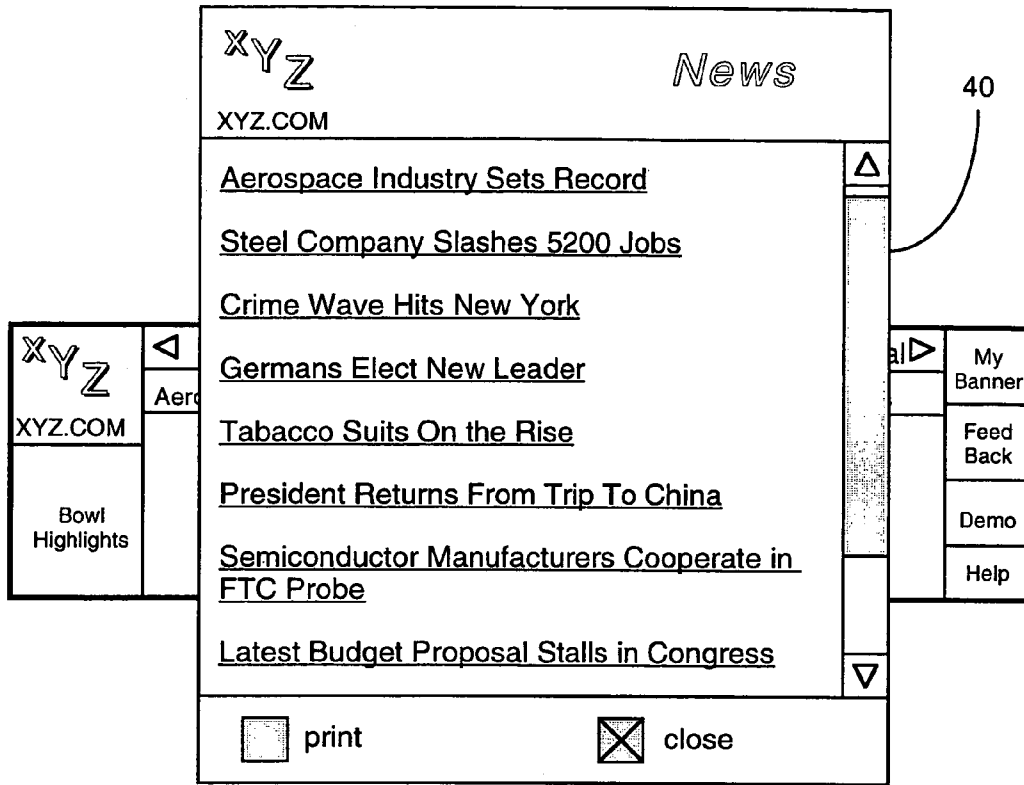 XYZ
News
XYZ.COM
40
Aerospace Industry Sets Record
Steel Company Slashes 5200 Jobs
Crime Wave Hits New York
Germans Elect New Leader
Tabacco Suits On the Rise
President Returns From Trip To China
Semiconductor Manufacturers Cooperate in
FTC Probe
Latest Budget Proposal Stalls in Congress
print
close
XYZ
XYZ.COM
Bowl
Highlights
Aero
al
My
Banner
Feed
Back
Demo
Help